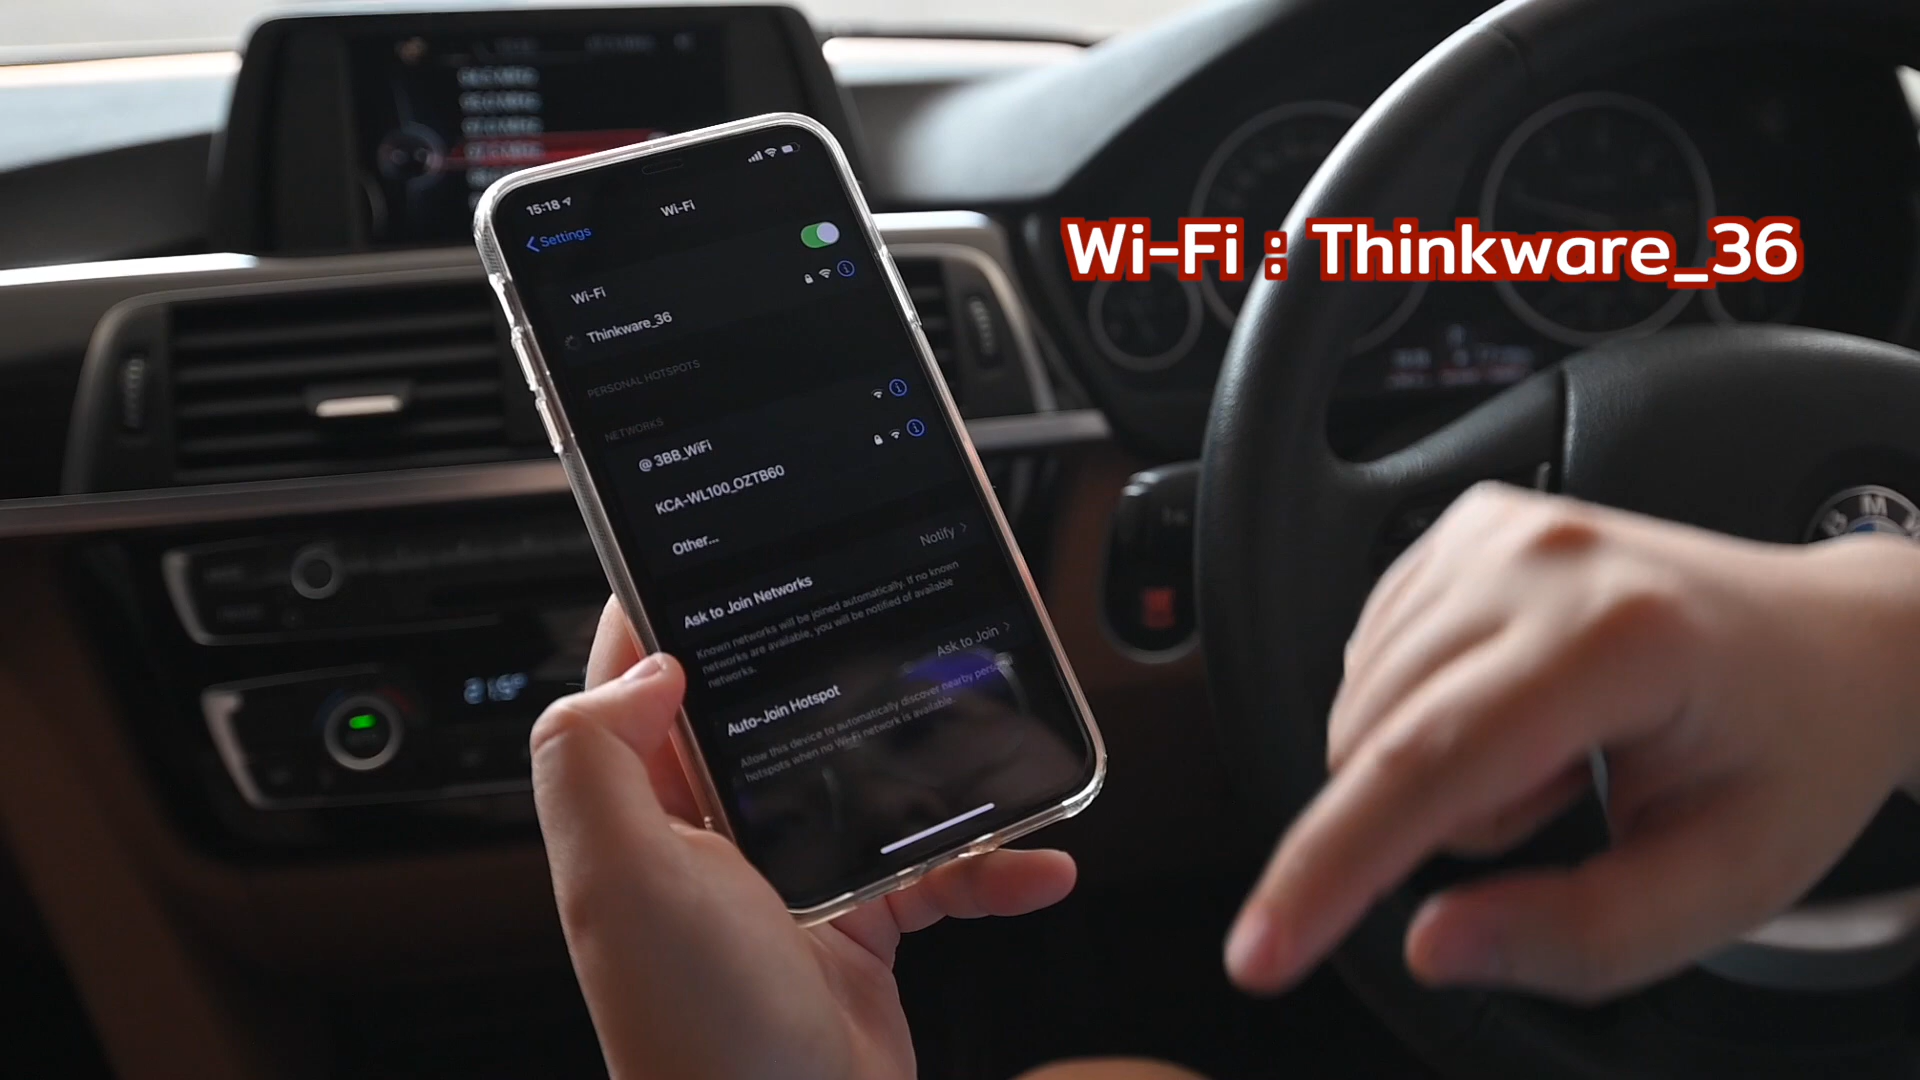 15:18
Wi-Fi
Settings
Wi-Fi
Thinkware_36
PERSONAL HOTSPOTS
NETWORKS
@ 3BB_WiFi
KCA-WL100_OZTB60
Other...
Ask to Join Networks
Notify
Known networks will be joined automatically. If no known
networks are available, you will be notified of available
networks.
Auto-Join Hotspot
Ask to Join
Allow this device to automatically discover nearby personal
hotspots when no Wi-Fi network is available.
Wi-Fi : Thinkware_36
BMW